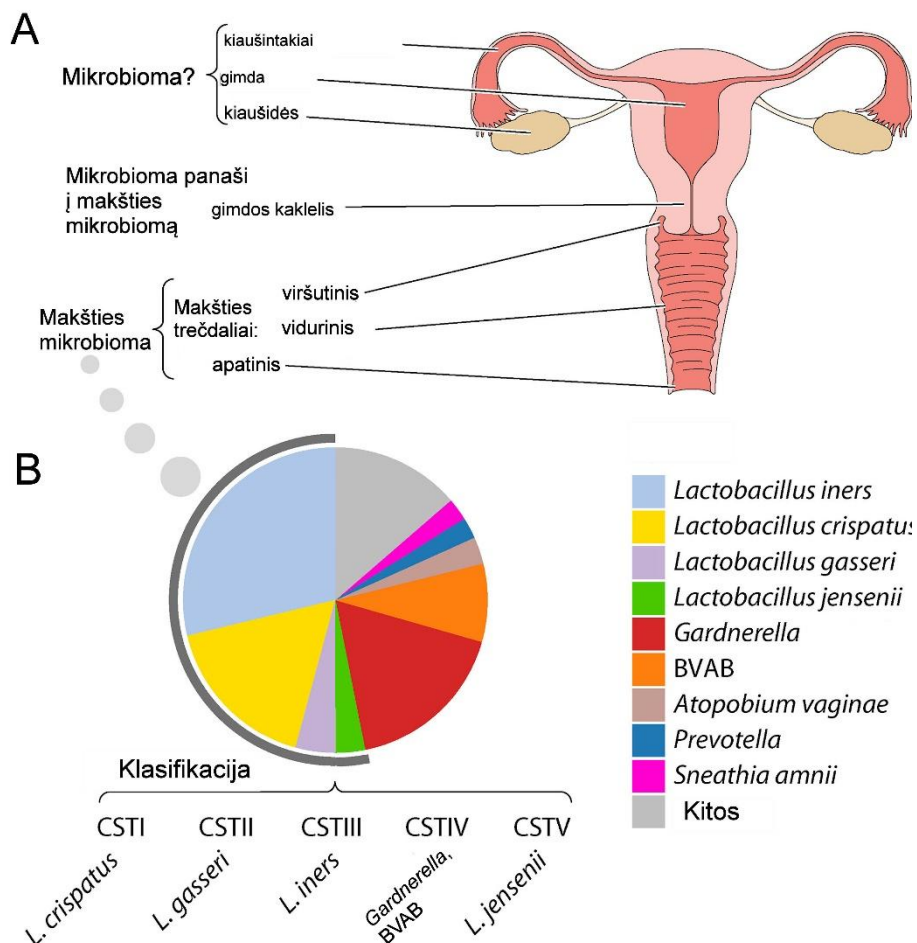 A
Mikrobioma?
kiaušintakiai
gimda
kiaušidės
Mikrobioma panaši
į makšties
mikrobiomą
gimdos kaklelis
Makšties
mikrobioma
Makšties
trečdaliai:
viršutinis
vidurinis
apatinis
B
Lactobacillus iners
Lactobacillus crispatus
Lactobacillus gasseri
Lactobacillus jensenii
Gardnerella
BVAB
Atopobium vaginae
Prevotella
Sneathia amnii
Kitos
Klasifikacija
CSTI
CSTII
CSTIII
CSTIV
CSTV
L. crispatus
L. gasseri
L. iners
Gardnerella,
BVAB
L. jensenii